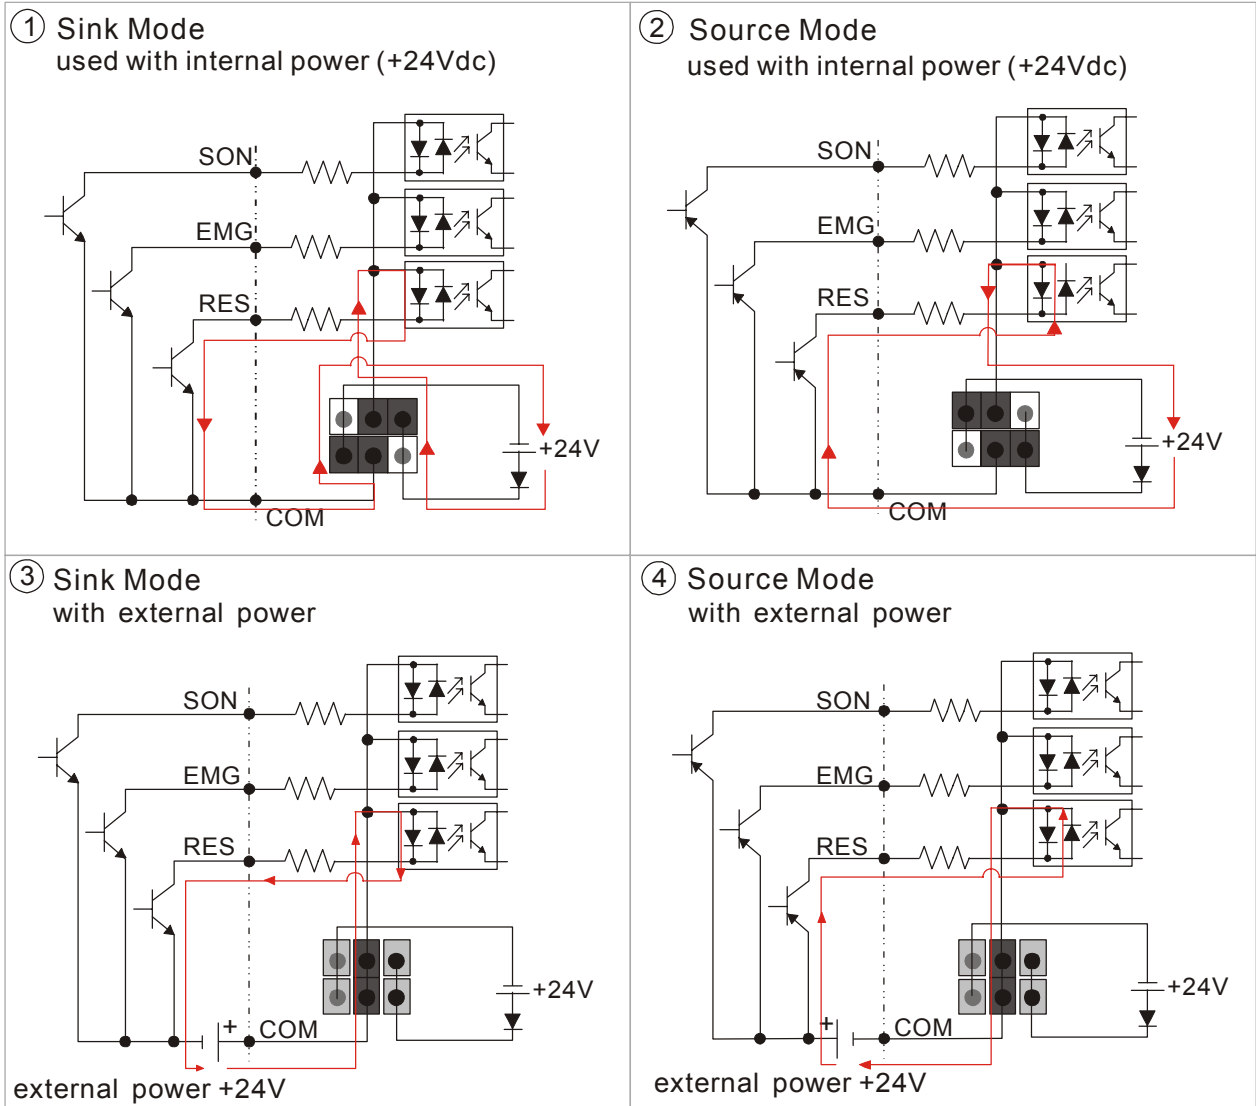 ① Sink Mode
used with internal power (+24Vdc)
SON
EMG
RES
+24V
COM
② Source Mode
used with internal power (+24Vdc)
SON
EMG
RES
+24V
COM
③ Sink Mode
with external power
SON
EMG
RES
+24V
+
COM
external power +24V
④ Source Mode
with external power
SON
EMG
RES
+24V
+
COM
external power +24V